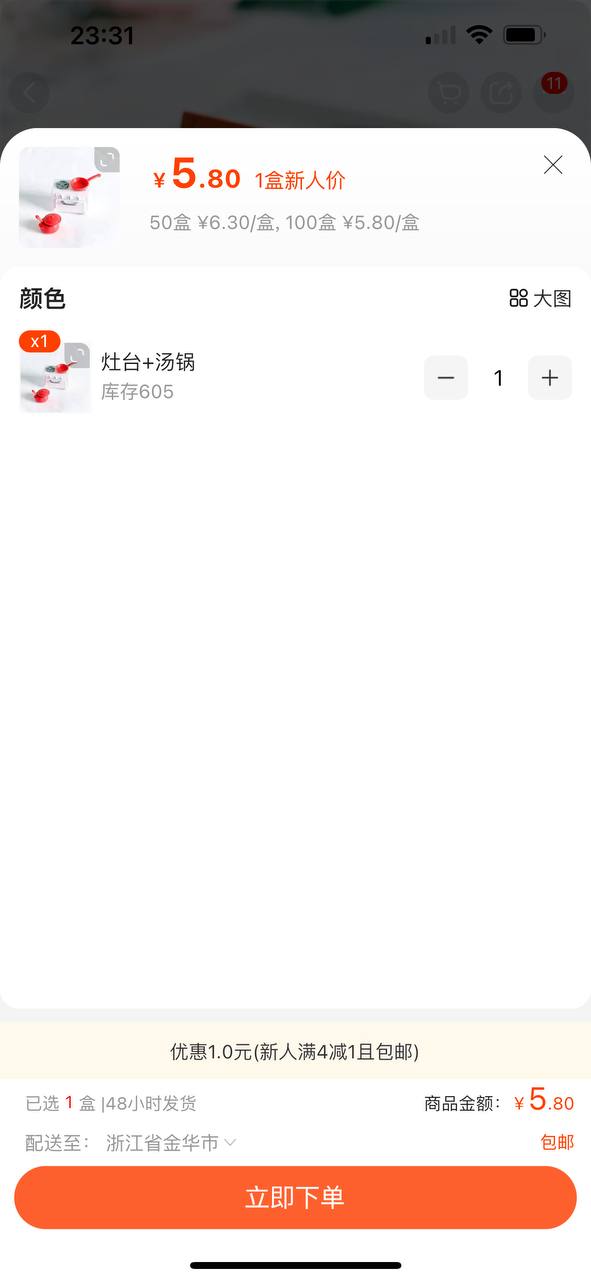 23:31
11
¥5.80 1盒新人价
50盒 ¥6.30/盒, 100盒 ¥5.80/盒
颜色
大图
x1
灶台+汤锅
库存605
1
优惠1.0元(新人满4减1且包邮)
已选 1 盒 |48小时发货
商品金额: ¥5.80
配送至: 浙江省金华市
包邮
立即下单